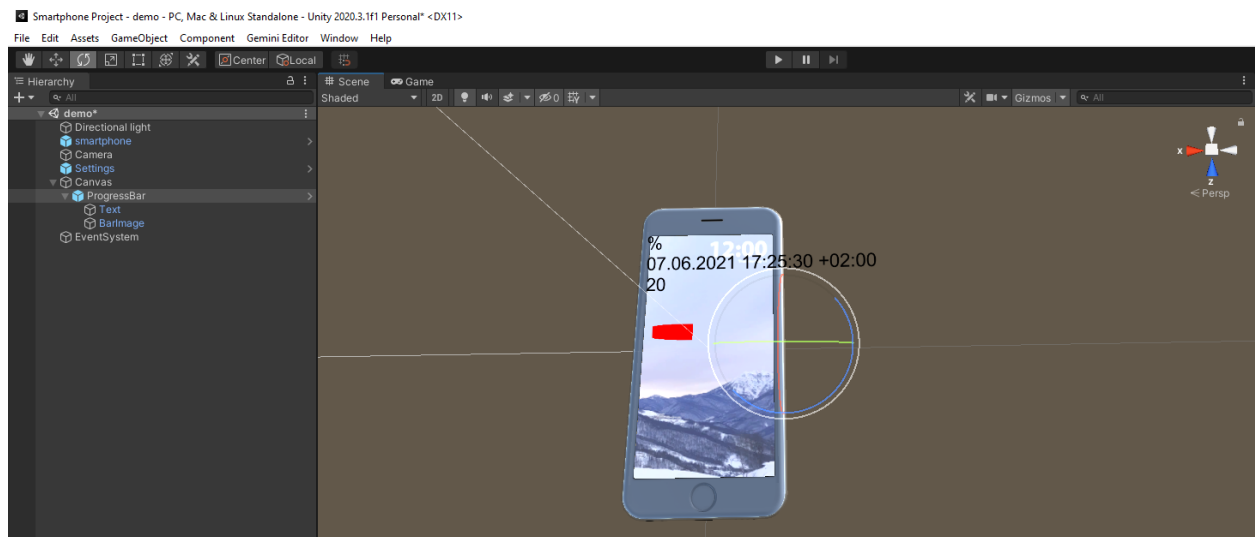 Smartphone Project - demo - PC, Mac & Linux Standalone - Unity 2020.3.1f1 Personal* <DX11>
File Edit Assets GameObject Component Gemini Editor Window Help
Center Local
Hierarchy
All
demo*
Directional light
smartphone
Camera
Settings
Canvas
ProgressBar
Text
BarImage
EventSystem
Scene Game
Shaded 2D 0 Gizmos All
x
z
Persp
12:00
%
07.06.2021 17:25:30 +02:00
20